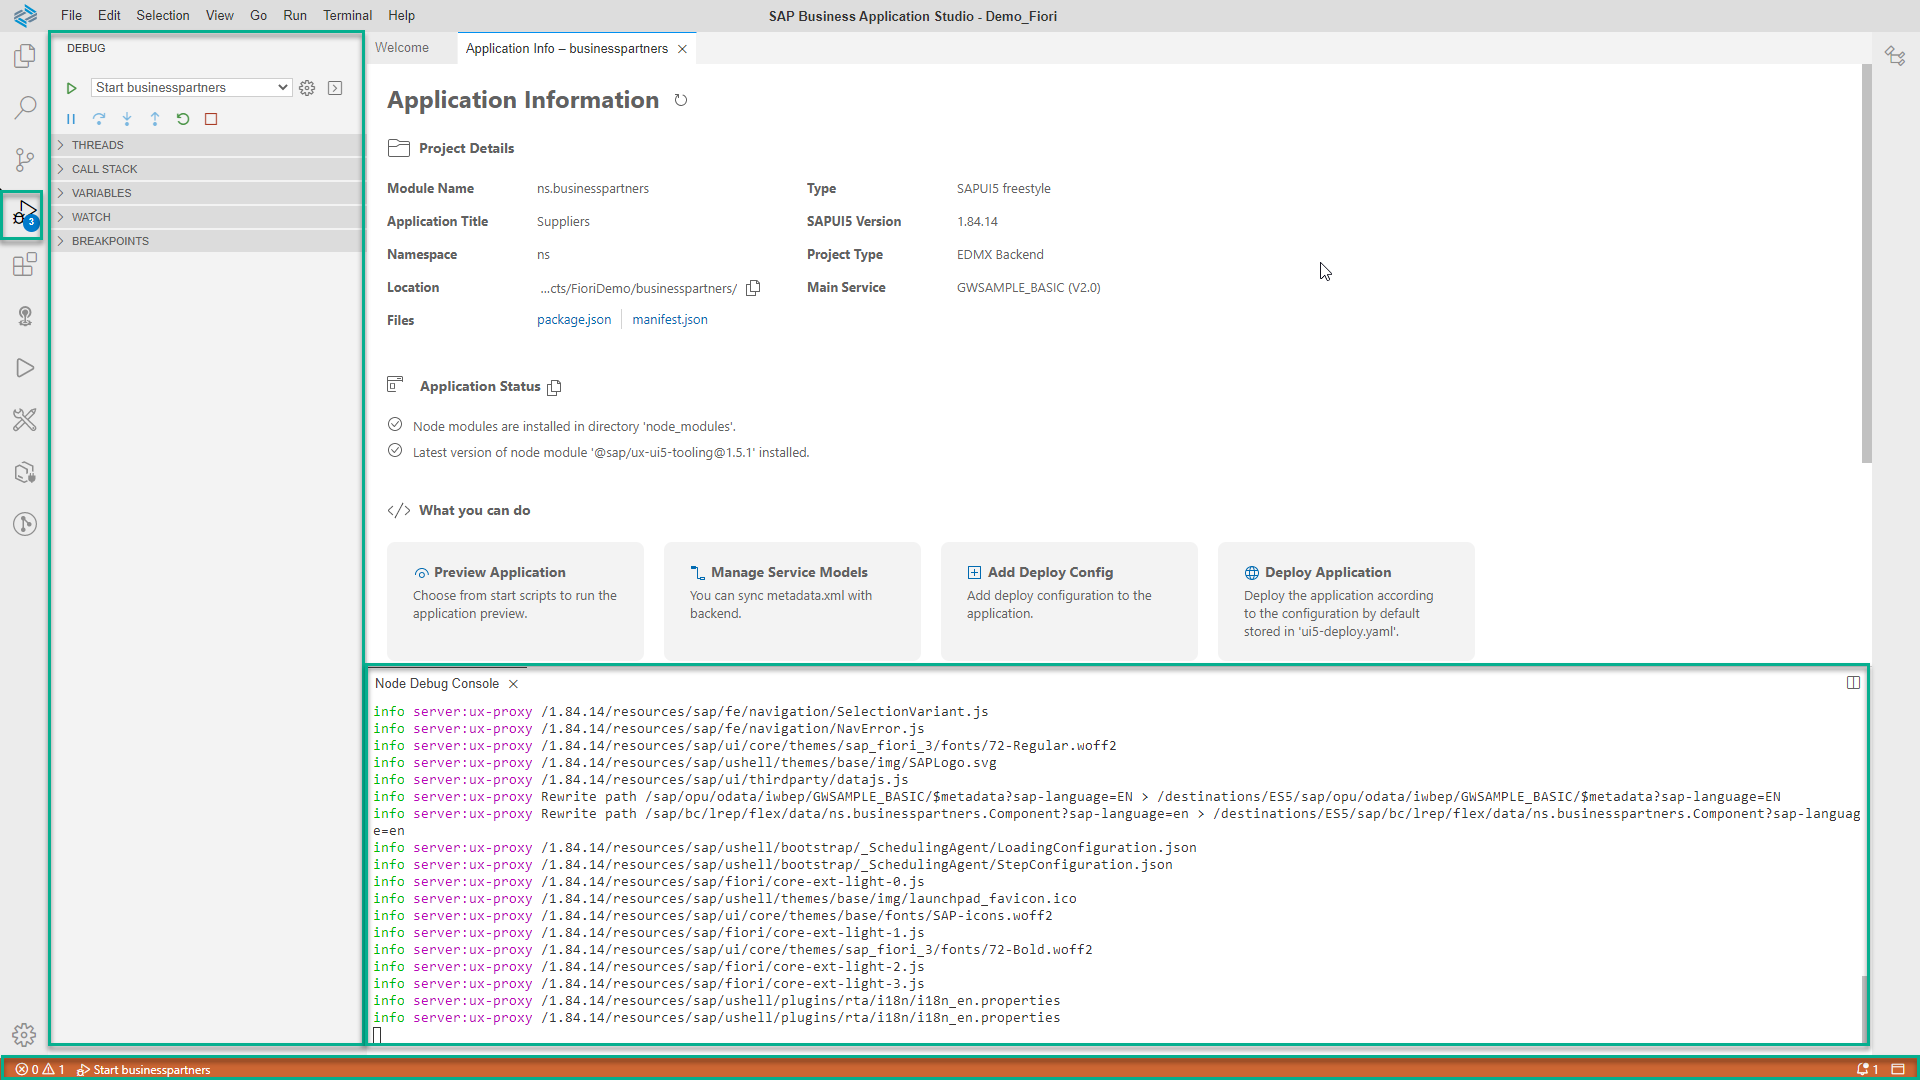 File Edit Selection View Go Run Terminal Help
SAP Business Application Studio - Demo_Fiori
DEBUG
Start businesspartners
THREADS
CALL STACK
VARIABLES
WATCH
BREAKPOINTS
3
Welcome
Application Info – businesspartners
Application Information
Project Details
Module Name ns.businesspartners Type SAPUI5 freestyle
Application Title Suppliers SAPUI5 Version 1.84.14
Namespace ns Project Type EDMX Backend
Location ...cts/FioriDemo/businesspartners/ Main Service GWSAMPLE_BASIC (V2.0)
Files package.json manifest.json
Application Status
Node modules are installed in directory 'node_modules'.
Latest version of node module '@sap/ux-ui5-tooling@1.5.1' installed.
What you can do
Preview Application
Choose from start scripts to run the
application preview.
Manage Service Models
You can sync metadata.xml with
backend.
Add Deploy Config
Add deploy configuration to the
application.
Deploy Application
Deploy the application according
to the configuration by default
stored in 'ui5-deploy.yaml'.
Node Debug Console
info server:ux-proxy /1.84.14/resources/sap/fe/navigation/SelectionVariant.js
info server:ux-proxy /1.84.14/resources/sap/fe/navigation/NavError.js
info server:ux-proxy /1.84.14/resources/sap/ui/core/themes/sap_fiori_3/fonts/72-Regular.woff2
info server:ux-proxy /1.84.14/resources/sap/ushell/themes/base/img/SAPLogo.svg
info server:ux-proxy /1.84.14/resources/sap/ui/thirdparty/datajs.js
info server:ux-proxy Rewrite path /sap/opu/odata/iwbep/GWSAMPLE_BASIC/$metadata?sap-language=EN > /destinations/ES5/sap/opu/odata/iwbep/GWSAMPLE_BASIC/$metadata?sap-language=EN
info server:ux-proxy Rewrite path /sap/bc/lrep/flex/data/ns.businesspartners.Component?sap-language=en > /destinations/ES5/sap/bc/lrep/flex/data/ns.businesspartners.Component?sap-languag
e=en
info server:ux-proxy /1.84.14/resources/sap/ushell/bootstrap/_SchedulingAgent/LoadingConfiguration.json
info server:ux-proxy /1.84.14/resources/sap/ushell/bootstrap/_SchedulingAgent/StepConfiguration.json
info server:ux-proxy /1.84.14/resources/sap/fiori/core-ext-light-0.js
info server:ux-proxy /1.84.14/resources/sap/ushell/themes/base/img/launchpad_favicon.ico
info server:ux-proxy /1.84.14/resources/sap/ui/core/themes/base/fonts/SAP-icons.woff2
info server:ux-proxy /1.84.14/resources/sap/fiori/core-ext-light-1.js
info server:ux-proxy /1.84.14/resources/sap/ui/core/themes/sap_fiori_3/fonts/72-Bold.woff2
info server:ux-proxy /1.84.14/resources/sap/fiori/core-ext-light-2.js
info server:ux-proxy /1.84.14/resources/sap/fiori/core-ext-light-3.js
info server:ux-proxy /1.84.14/resources/sap/ushell/plugins/rta/i18n/i18n_en.properties
info server:ux-proxy /1.84.14/resources/sap/ushell/plugins/rta/i18n/i18n_en.properties
0 1 Start businesspartners
1